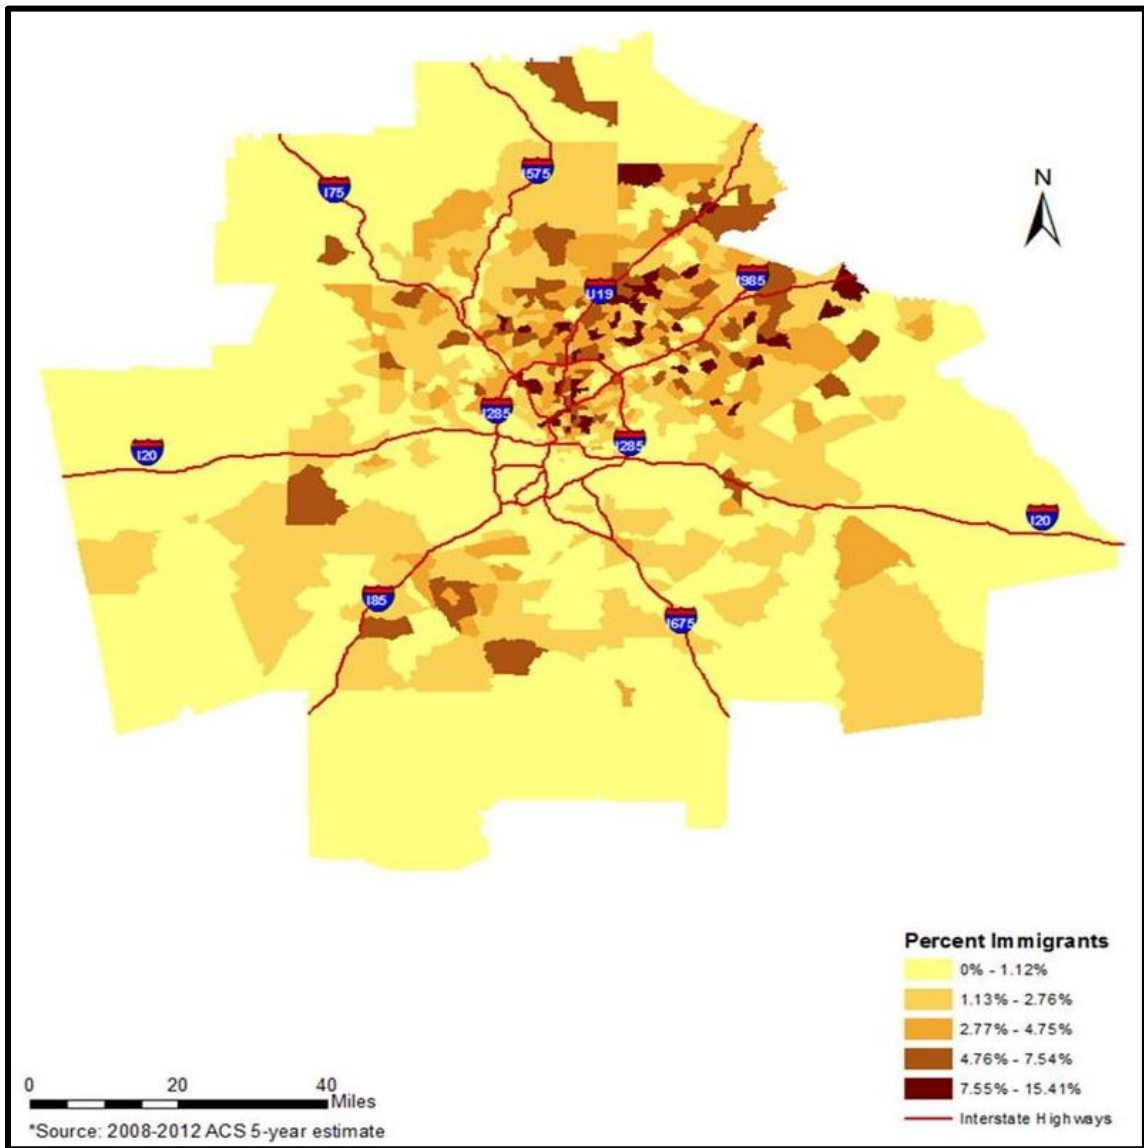 I575
I75
N
I985
U19
I285
I285
I20
I20
I85
I675
Percent Immigrants
0% - 1.12%
1.13% - 2.76%
2.77% - 4.75%
4.76% - 7.54%
7.55% - 15.41%
Interstate Highways
0 20 40
Miles
*Source: 2008-2012 ACS 5-year estimate